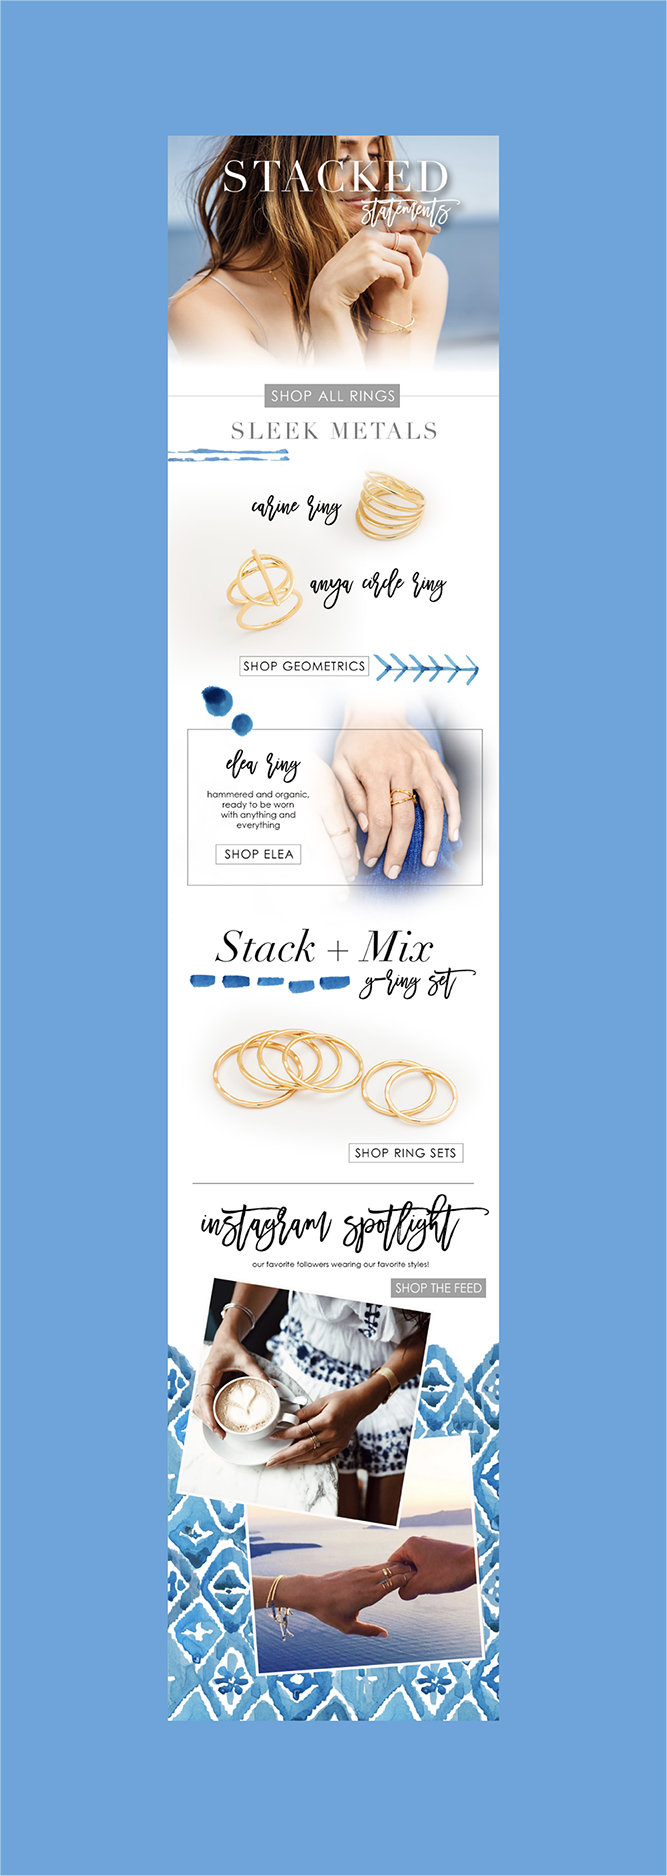 STACKED
statements
SHOP ALL RINGS
SLEEK METALS
carine ring
anya circle ring
SHOP GEOMETRICS
elea ring
hammered and organic,
ready to be worn
with anything and
everything
SHOP ELEA
Stack + Mix
g-ring set
SHOP RING SETS
instagram spotlight
our favorite followers wearing our favorite styles!
SHOP THE FEED